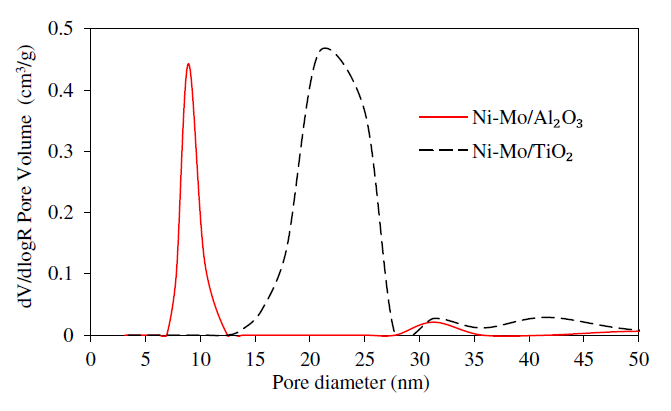 0.5
0.4
0.3
0.2
0.1
0
dV/dlogR Pore Volume (cm³/g)
Ni-Mo/Al₂O₃
Ni-Mo/TiO₂
0 5 10 15 20 25 30 35 40 45 50
Pore diameter (nm)